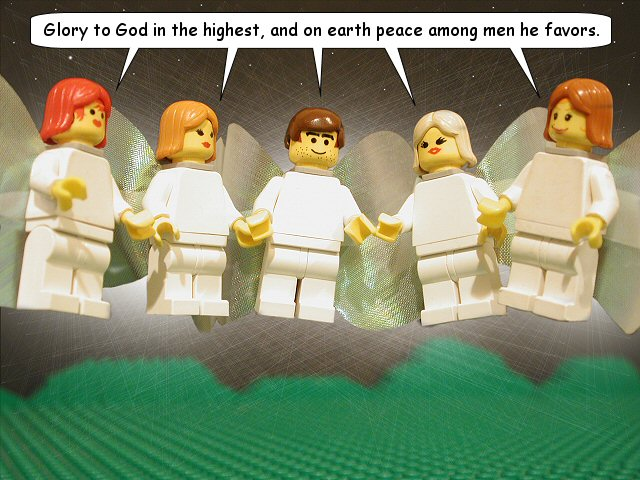 Glory to God in the highest, and on earth peace among men he favors.